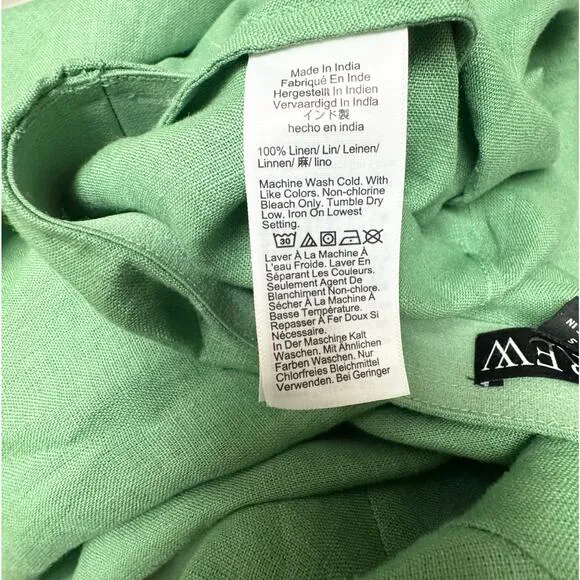 Made In India
Fabriqué En Inde
Hergestellt In Indien
Vervaardigd In India
インド製
hecho en india
100% Linen/ Lin/ Leinen/
Linnen/ 麻/ lino
Machine Wash Cold. With
Like Colors. Non-chlorine
Bleach Only. Tumble Dry
Low. Iron On Lowest
Setting.
30
Laver À La Machine À
L'eau Froide. Laver En
Séparant Les Couleurs.
Seulement Agent De
Blanchiment Non-chlore.
Sécher À La Machine À
Basse Température.
Repasser À Fer Doux Si
Nécessaire.
In Der Maschine Kalt
Waschen. Mit Ähnlichen
Farben Waschen. Nur
Chlorfreies Bleichmittel
Verwenden. Bei Geringer
REW